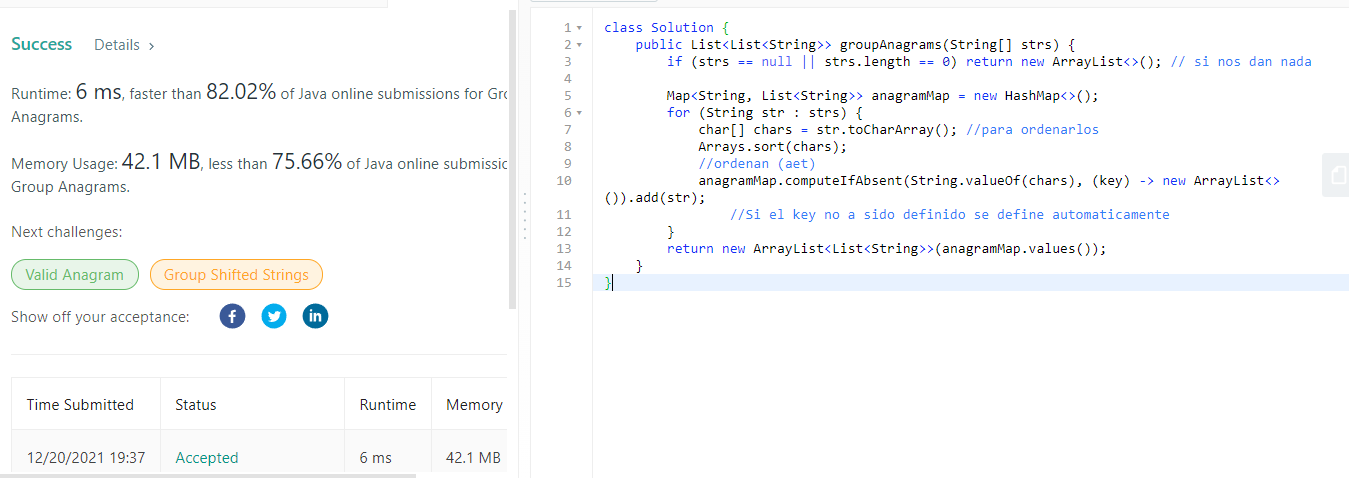 Success Details >
Runtime: 6 ms, faster than 82.02% of Java online submissions for
Anagrams.
Memory Usage: 42.1 MB, less than 75.66% of Java online
Group Anagrams.
Next challenges:
Valid Anagram Group Shifted Strings
Show off your acceptance:
Time Submitted Status Runtime Memory
12/20/2021 19:37 Accepted 6 ms 42.1 MB
1 class Solution {
2 public List<List<String>> groupAnagrams(String[] strs) {
3 if (strs == null || strs.length == 0) return new ArrayList<>(); // si nos dan nada
4
5 Map<String, List<String>> anagramMap = new HashMap<>();
6 for (String str : strs) {
7 char[] chars = str.toCharArray(); //para ordenarlos
8 Arrays.sort(chars);
9 //ordenan (aet)
10 anagramMap.computeIfAbsent(String.valueOf(chars), (key) -> new ArrayList<>
()).add(str);
11 //Si el key no a sido definido se define automaticamente
12 }
13 return new ArrayList<List<String>>(anagramMap.values());
14 }
15 }